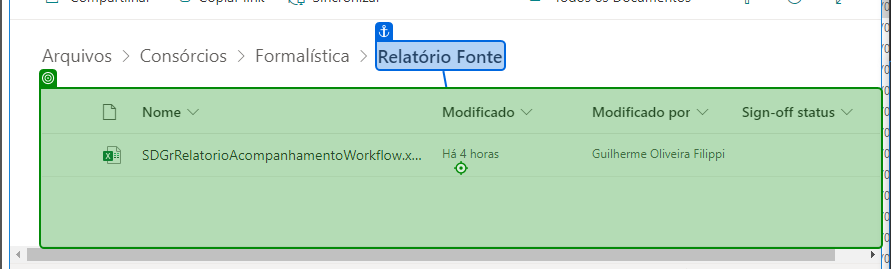 Compartilhar Copiar link Sincronizar Todos os Documentos
Arquivos > Consórcios > Formalística > Relatório Fonte
Nome Modificado Modificado por Sign-off status
SDGrRelatorioAcompanhamentoWorkflow.x... Há 4 horas Guilherme Oliveira Filippi